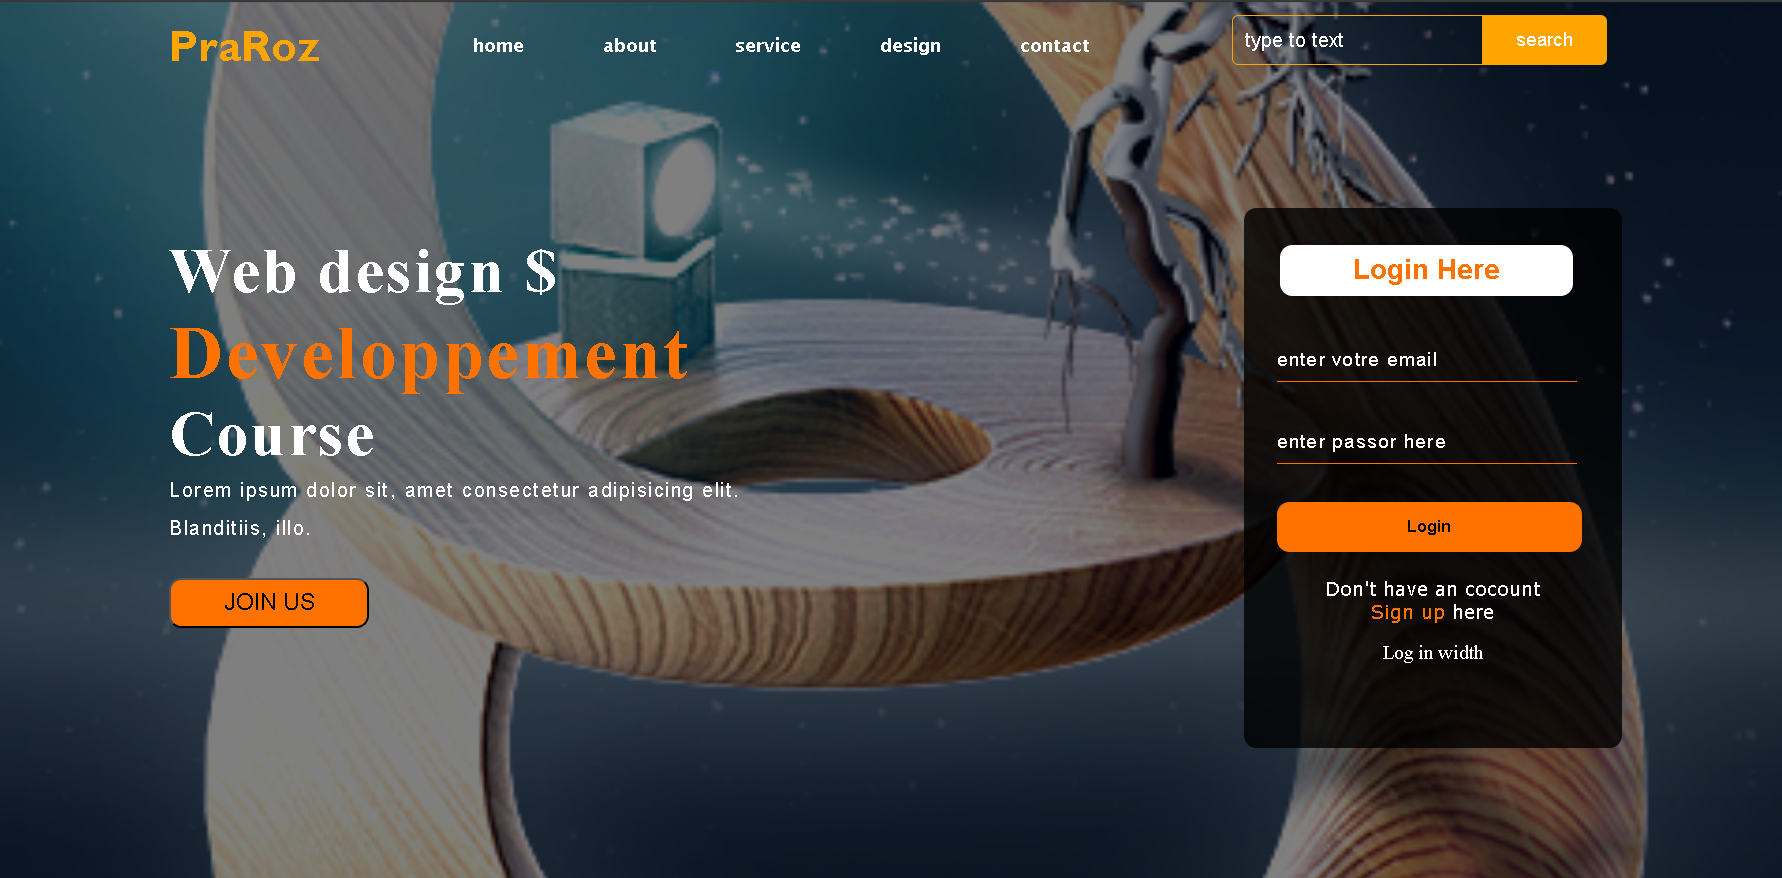 PraRoz
home about service design contact
type to text search
Web design $
Developpement
Course
Lorem ipsum dolor sit, amet consectetur adipisicing elit.
Blanditiis, illo.
JOIN US
Login Here
enter votre email
enter passor here
Login
Don't have an cocount
Sign up here
Log in width